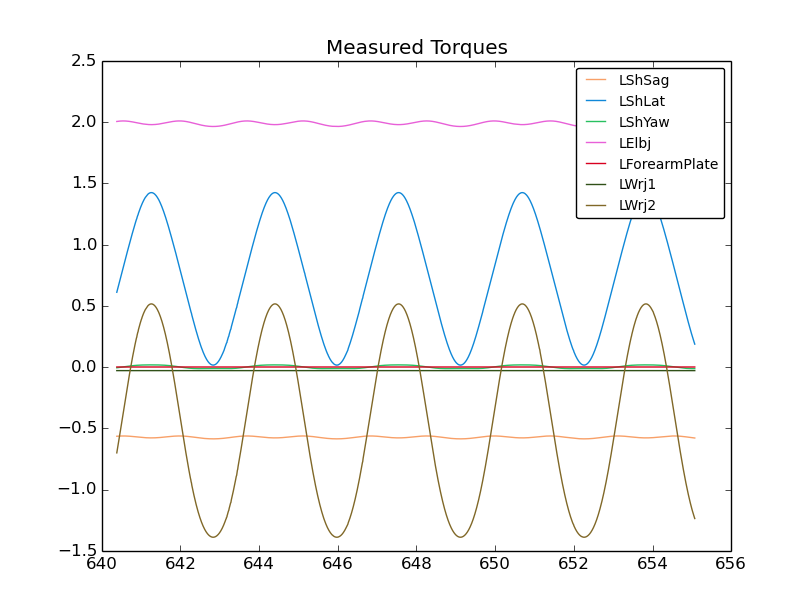 Measured Torques
2.5
2.0
1.5
1.0
0.5
0.0
−0.5
−1.0
−1.5
640 642 644 646 648 650 652 654 656
LShSag
LShLat
LShYaw
LElbj
LForearmPlate
LWrj1
LWrj2